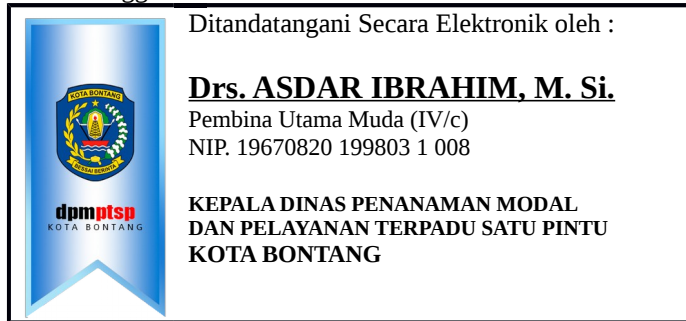 Ditandatangani Secara Elektronik oleh :
Drs. ASDAR IBRAHIM, M. Si.
Pembina Utama Muda (IV/c)
NIP. 19670820 199803 1 008
KEPALA DINAS PENANAMAN MODAL
DAN PELAYANAN TERPADU SATU PINTU
KOTA BONTANG
KOTA BONTANG
BESSAI BERINTA
dpmptsp
KOTA BONTANG